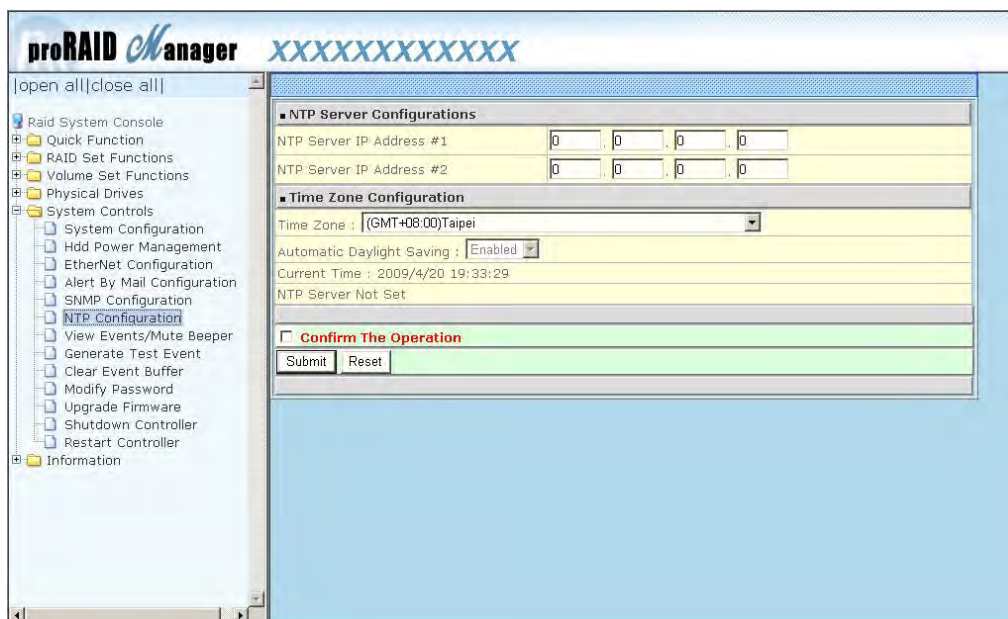 proRAID Manager XXXXXXXXXXXX
|open all|close all|
Raid System Console
Quick Function
RAID Set Functions
Volume Set Functions
Physical Drives
System Controls
System Configuration
Hdd Power Management
EtherNet Configuration
Alert By Mail Configuration
SNMP Configuration
NTP Configuration
View Events/Mute Beeper
Generate Test Event
Clear Event Buffer
Modify Password
Upgrade Firmware
Shutdown Controller
Restart Controller
Information
NTP Server Configurations
NTP Server IP Address #1 0 . 0 . 0 . 0
NTP Server IP Address #2 0 . 0 . 0 . 0
Time Zone Configuration
Time Zone : (GMT+08:00)Taipei
Automatic Daylight Saving : Enabled
Current Time : 2009/4/20 19:33:29
NTP Server Not Set
Confirm The Operation
Submit Reset